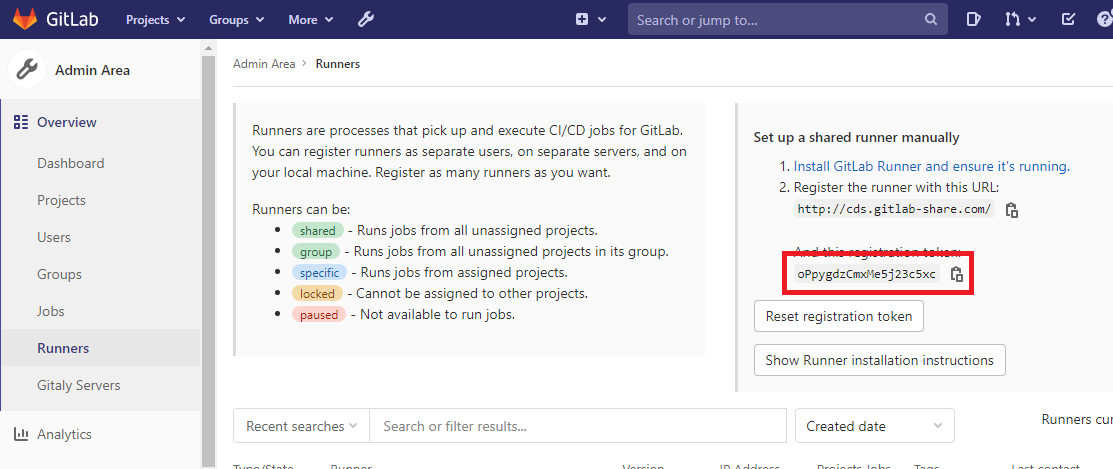 GitLab Projects Groups More Search or jump to...
Admin Area
Overview
Dashboard
Projects
Users
Groups
Jobs
Runners
Gitaly Servers
Analytics
Admin Area > Runners
Runners are processes that pick up and execute CI/CD jobs for GitLab.
You can register runners as separate users, on separate servers, and on
your local machine. Register as many runners as you want.
Runners can be:
• shared - Runs jobs from all unassigned projects.
• group - Runs jobs from all unassigned projects in its group.
• specific - Runs jobs from assigned projects.
• locked - Cannot be assigned to other projects.
• paused - Not available to run jobs.
Set up a shared runner manually
1. Install GitLab Runner and ensure it's running.
2. Register the runner with this URL:
http://cds.gitlab-share.com/
And this registration token:
oPpygdzCmxMe5j23c5xc
Reset registration token
Show Runner installation instructions
Recent searches Search or filter results... Created date Runners
Type/State Runner Version IP Address Projects Jobs Tags Last contact